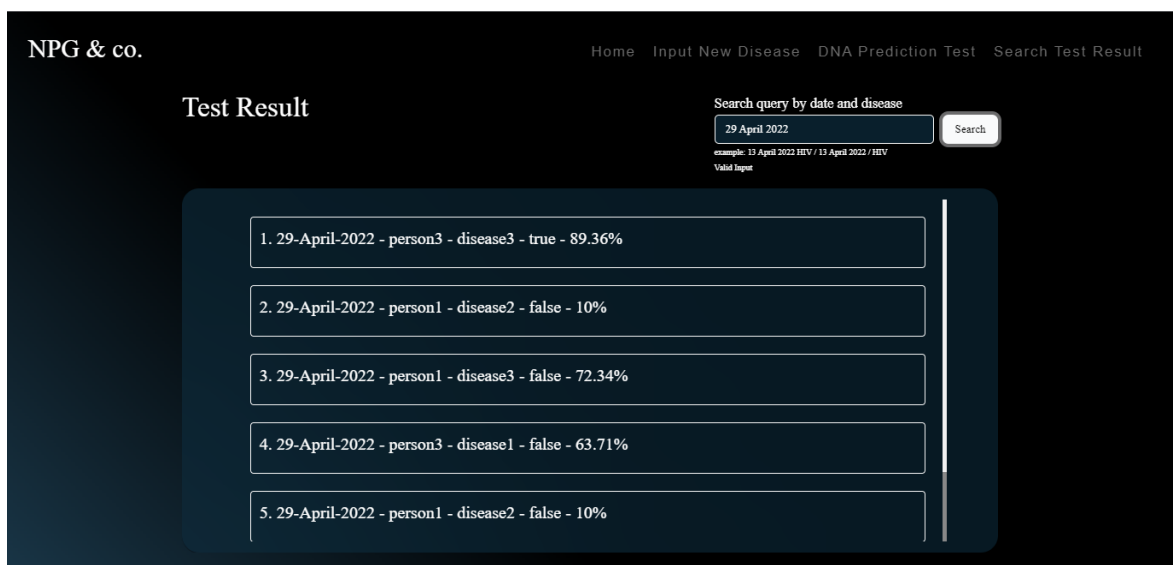 NPG & co.
Home Input New Disease DNA Prediction Test Search Test Result
Test Result
Search query by date and disease
29 April 2022
Search
example: 13 April 2022 HIV / 13 April 2022 / HIV
Valid Input
1. 29-April-2022 - person3 - disease3 - true - 89.36%
2. 29-April-2022 - person1 - disease2 - false - 10%
3. 29-April-2022 - person1 - disease3 - false - 72.34%
4. 29-April-2022 - person3 - disease1 - false - 63.71%
5. 29-April-2022 - person1 - disease2 - false - 10%